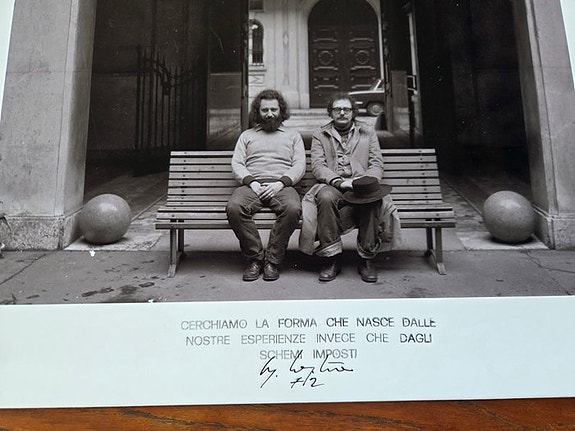 CERCHIAMO LA FORMA CHE NASCE DALLE
NOSTRE ESPERIENZE INVECE CHE DAGLI
SCHEMI IMPOSTI